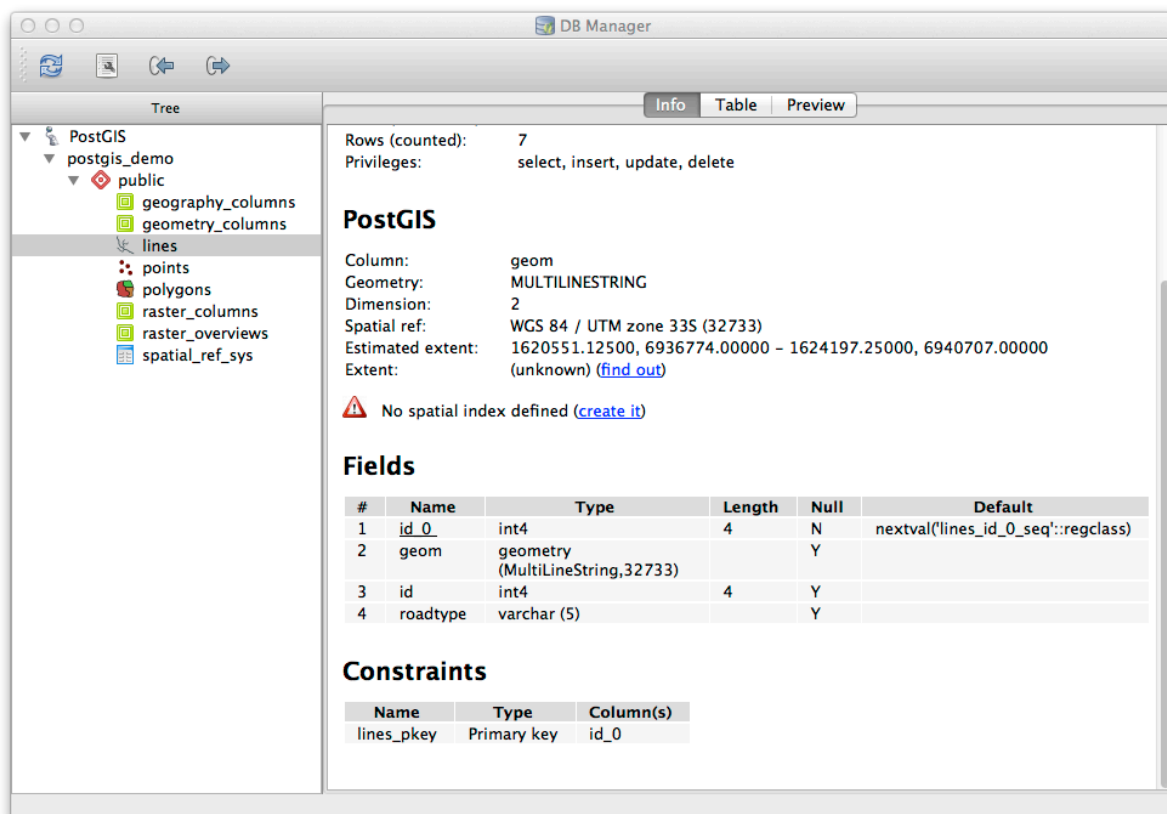 DB Manager
Tree
Info Table Preview
PostGIS
postgis_demo
public
geography_columns
geometry_columns
lines
points
polygons
raster_columns
raster_overviews
spatial_ref_sys
Rows (counted): 7
Privileges: select, insert, update, delete
PostGIS
Column: geom
Geometry: MULTILINESTRING
Dimension: 2
Spatial ref: WGS 84 / UTM zone 33S (32733)
Estimated extent: 1620551.12500, 6936774.00000 - 1624197.25000, 6940707.00000
Extent: (unknown) (find out)
No spatial index defined (create it)
Fields
# Name Type Length Null Default
1 id_0 int4 4 N nextval('lines_id_0_seq'::regclass)
2 geom geometry (MultiLineString,32733) Y
3 id int4 4 Y
4 roadtype varchar (5) Y
Constraints
Name Type Column(s)
lines_pkey Primary key id_0